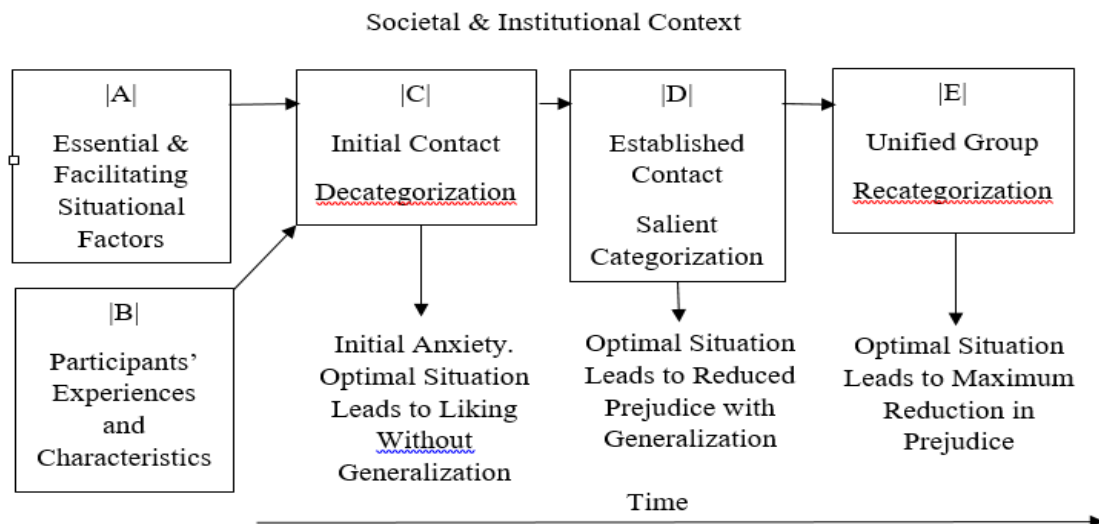 Societal & Institutional Context
|A|
Essential &
Facilitating
Situational
Factors
|B|
Participants’
Experiences
and
Characteristics
|C|
Initial Contact
Decategorization
Initial Anxiety.
Optimal Situation
Leads to Liking
Without
Generalization
|D|
Established
Contact
Salient
Categorization
Optimal Situation
Leads to Reduced
Prejudice with
Generalization
|E|
Unified Group
Recategorization
Optimal Situation
Leads to Maximum
Reduction in
Prejudice
Time